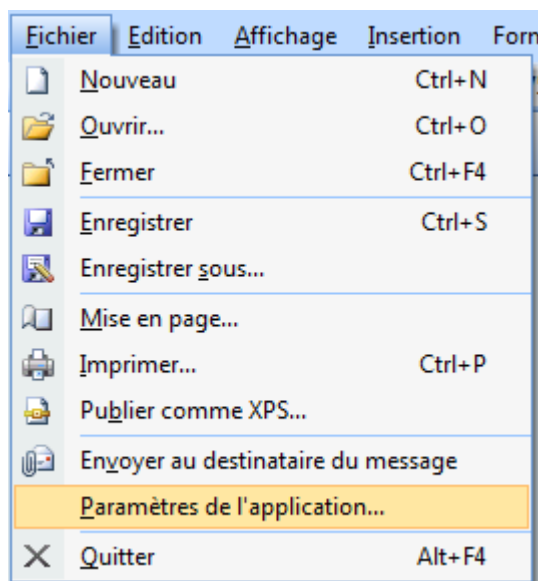 Fichier Edition Affichage Insertion Forn
Nouveau Ctrl+N
Ouvrir... Ctrl+O
Fermer Ctrl+F4
Enregistrer Ctrl+S
Enregistrer sous...
Mise en page...
Imprimer... Ctrl+P
Publier comme XPS...
Envoyer au destinataire du message
Paramètres de l'application...
Quitter Alt+F4